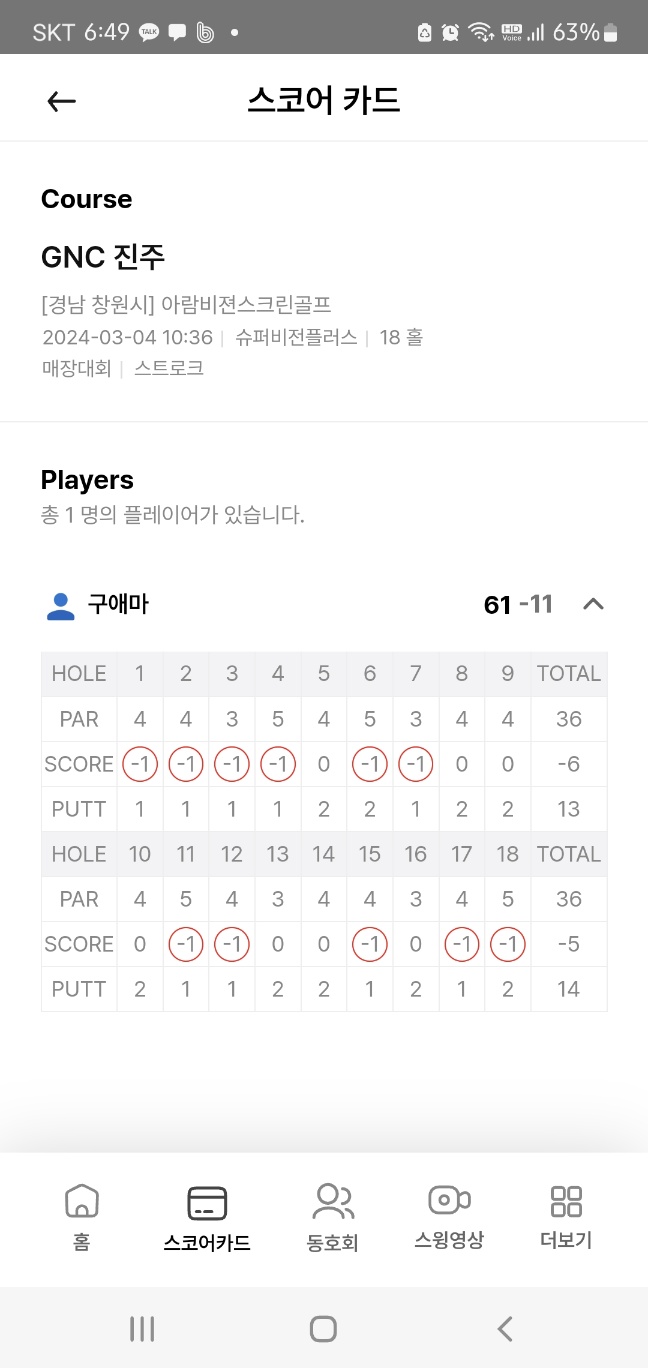 SKT 6:49 TALK HD Voice 63%
스코어 카드
Course
GNC 진주
[경남 창원시] 아람비젼스크린골프
2024-03-04 10:36 | 슈퍼비전플러스 | 18 홀
매장대회 | 스트로크
Players
총 1 명의 플레이어가 있습니다.
구애마 61 -11
HOLE 1 2 3 4 5 6 7 8 9 TOTAL
PAR 4 4 3 5 4 5 3 4 4 36
SCORE -1 -1 -1 -1 0 -1 -1 0 0 -6
PUTT 1 1 1 1 2 2 1 2 2 13
HOLE 10 11 12 13 14 15 16 17 18 TOTAL
PAR 4 5 4 3 4 4 3 4 5 36
SCORE 0 -1 -1 0 0 -1 0 -1 -1 -5
PUTT 2 1 1 2 2 1 2 1 2 14
홈 스코어카드 동호회 스윙영상 더보기